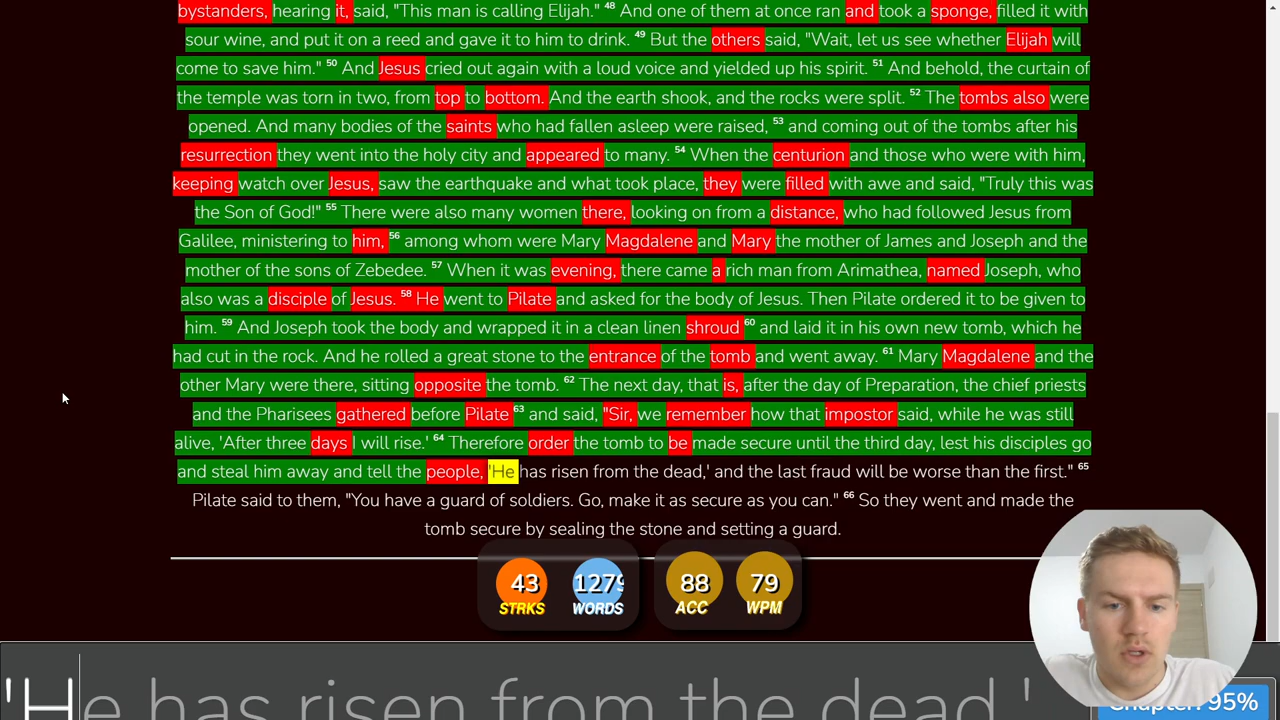 bystanders, hearing it, said, "This man is calling Elijah." 48 And one of them at once ran and took a sponge, filled it with
sour wine, and put it on a reed and gave it to him to drink. 49 But the others said, "Wait, let us see whether Elijah will
come to save him." 50 And Jesus cried out again with a loud voice and yielded up his spirit. 51 And behold, the curtain of
the temple was torn in two, from top to bottom. And the earth shook, and the rocks were split. 52 The tombs also were
opened. And many bodies of the saints who had fallen asleep were raised, 53 and coming out of the tombs after his
resurrection they went into the holy city and appeared to many. 54 When the centurion and those who were with him,
keeping watch over Jesus, saw the earthquake and what took place, they were filled with awe and said, "Truly this was
the Son of God!" 55 There were also many women there, looking on from a distance, who had followed Jesus from
Galilee, ministering to him, 56 among whom were Mary Magdalene and Mary the mother of James and Joseph and the
mother of the sons of Zebedee. 57 When it was evening, there came a rich man from Arimathea, named Joseph, who
also was a disciple of Jesus. 58 He went to Pilate and asked for the body of Jesus. Then Pilate ordered it to be given to
him. 59 And Joseph took the body and wrapped it in a clean linen shroud 60 and laid it in his own new tomb, which he
had cut in the rock. And he rolled a great stone to the entrance of the tomb and went away. 61 Mary Magdalene and the
other Mary were there, sitting opposite the tomb. 62 The next day, that is, after the day of Preparation, the chief priests
and the Pharisees gathered before Pilate 63 and said, "Sir, we remember how that impostor said, while he was still
alive, 'After three days I will rise.' 64 Therefore order the tomb to be made secure until the third day, lest his disciples go
and steal him away and tell the people, 'He has risen from the dead,' and the last fraud will be worse than the first." 65
Pilate said to them, "You have a guard of soldiers. Go, make it as secure as you can." 66 So they went and made the
tomb secure by sealing the stone and setting a guard.
43 1279 88 79
STRKS WORDS ACC WPM
'He has risen from the dead,'
Chapter: 95%